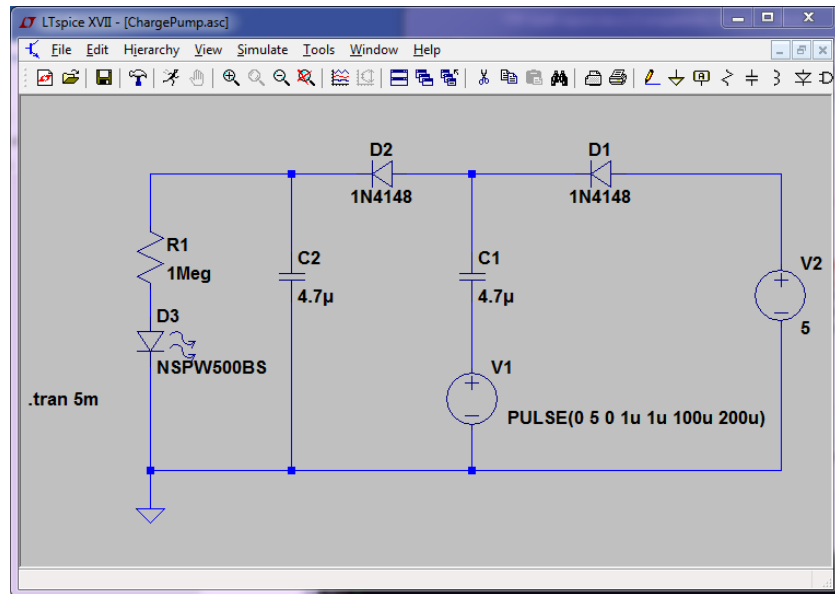 LTspice XVII - [ChargePump.asc]
File Edit Hierarchy View Simulate Tools Window Help
D2
1N4148
D1
1N4148
R1
1Meg
C2
4.7µ
C1
4.7µ
V2
5
D3
NSPW500BS
V1
PULSE(0 5 0 1u 1u 100u 200u)
.tran 5m